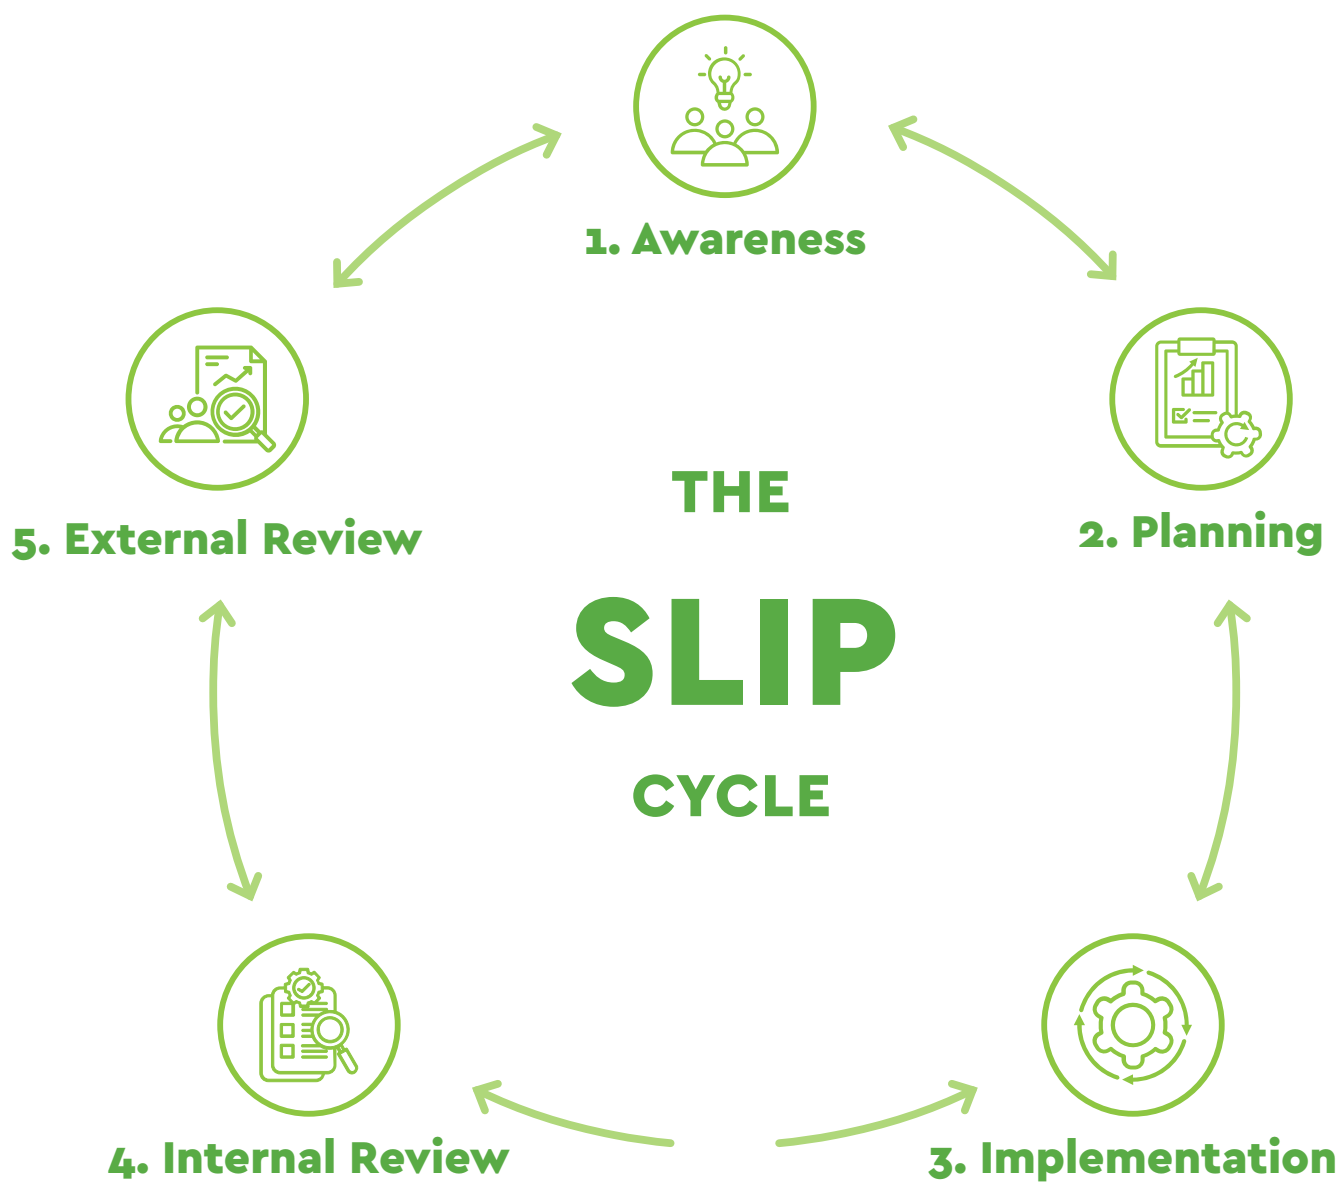 1. Awareness
2. Planning
3. Implementation
4. Internal Review
5. External Review
THE
SLIP
CYCLE